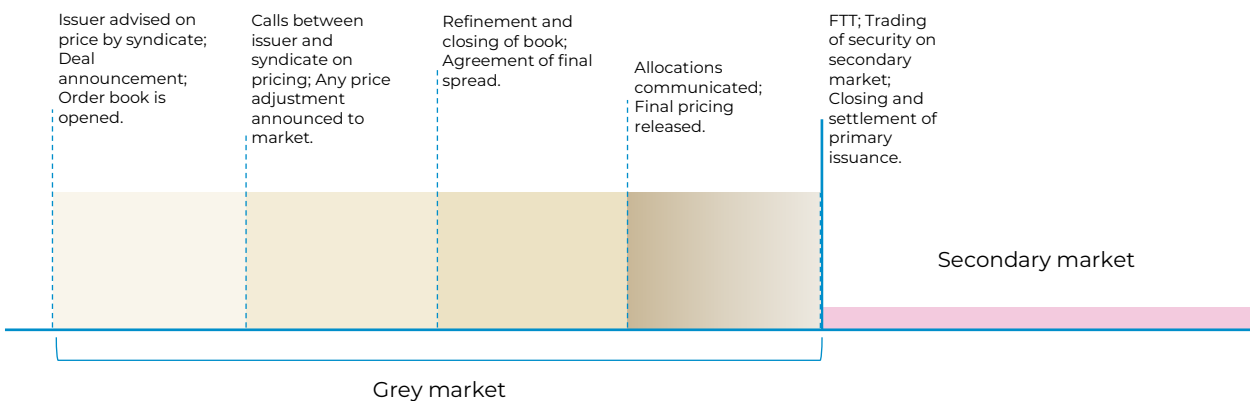 Issuer advised on
price by syndicate;
Deal
announcement;
Order book is
opened.
Calls between
issuer and
syndicate on
pricing; Any price
adjustment
announced to
market.
Refinement and
closing of book;
Agreement of final
spread.
Allocations
communicated;
Final pricing
released.
FTT; Trading
of security on
secondary
market;
Closing and
settlement of
primary
issuance.
Secondary market
Grey market